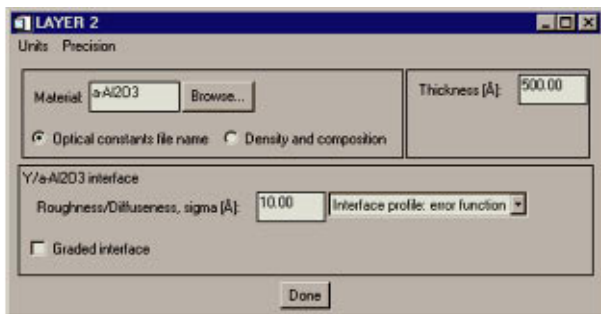 LAYER 2
Units Precision
Material: a-Al2O3 Browse... Thickness [Å]: 500.00
Optical constants file name Density and composition
Y/a-Al2O3 interface
Roughness/Diffuseness, sigma [Å]: 10.00 Interface profile: error function
Graded interface
Done